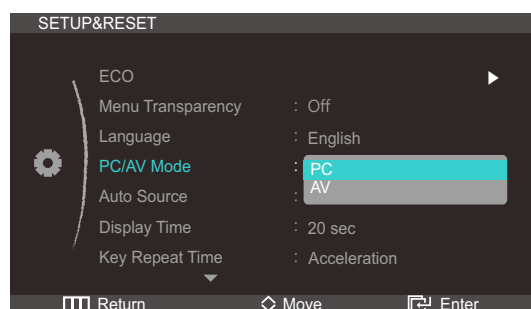 SETUP&RESET
ECO
Menu Transparency : Off
Language : English
PC/AV Mode : PC
AV
Auto Source :
Display Time : 20 sec
Key Repeat Time : Acceleration
Return Move Enter